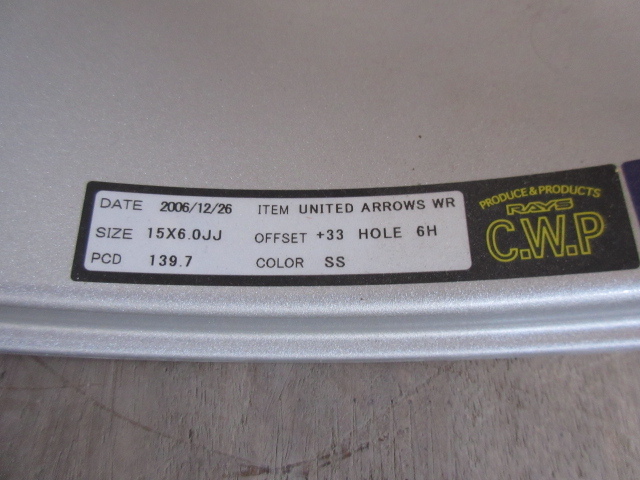 DATE 2006/12/26 ITEM UNITED ARROWS WR
SIZE 15X6.0JJ OFFSET +33 HOLE 6H
PCD 139.7 COLOR SS
PRODUCE & PRODUCTS
RAYS
C.W.P